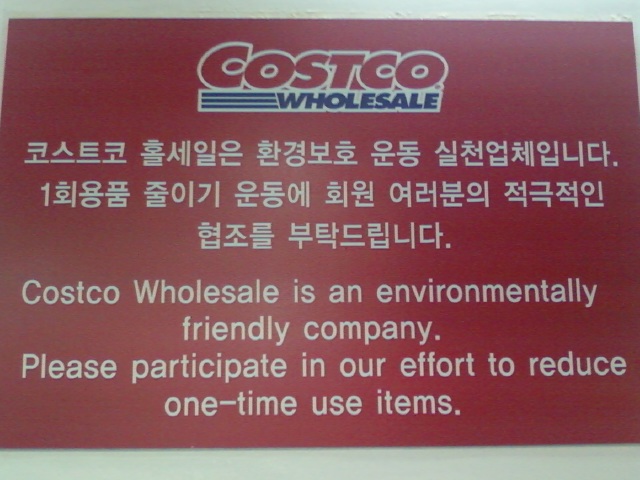 COSTCO
WHOLESALE
코스트코 홀세일은 환경보호 운동 실천업체입니다.
1회용품 줄이기 운동에 회원 여러분의 적극적인
협조를 부탁드립니다.
Costco Wholesale is an environmentally
friendly company.
Please participate in our effort to reduce
one-time use items.